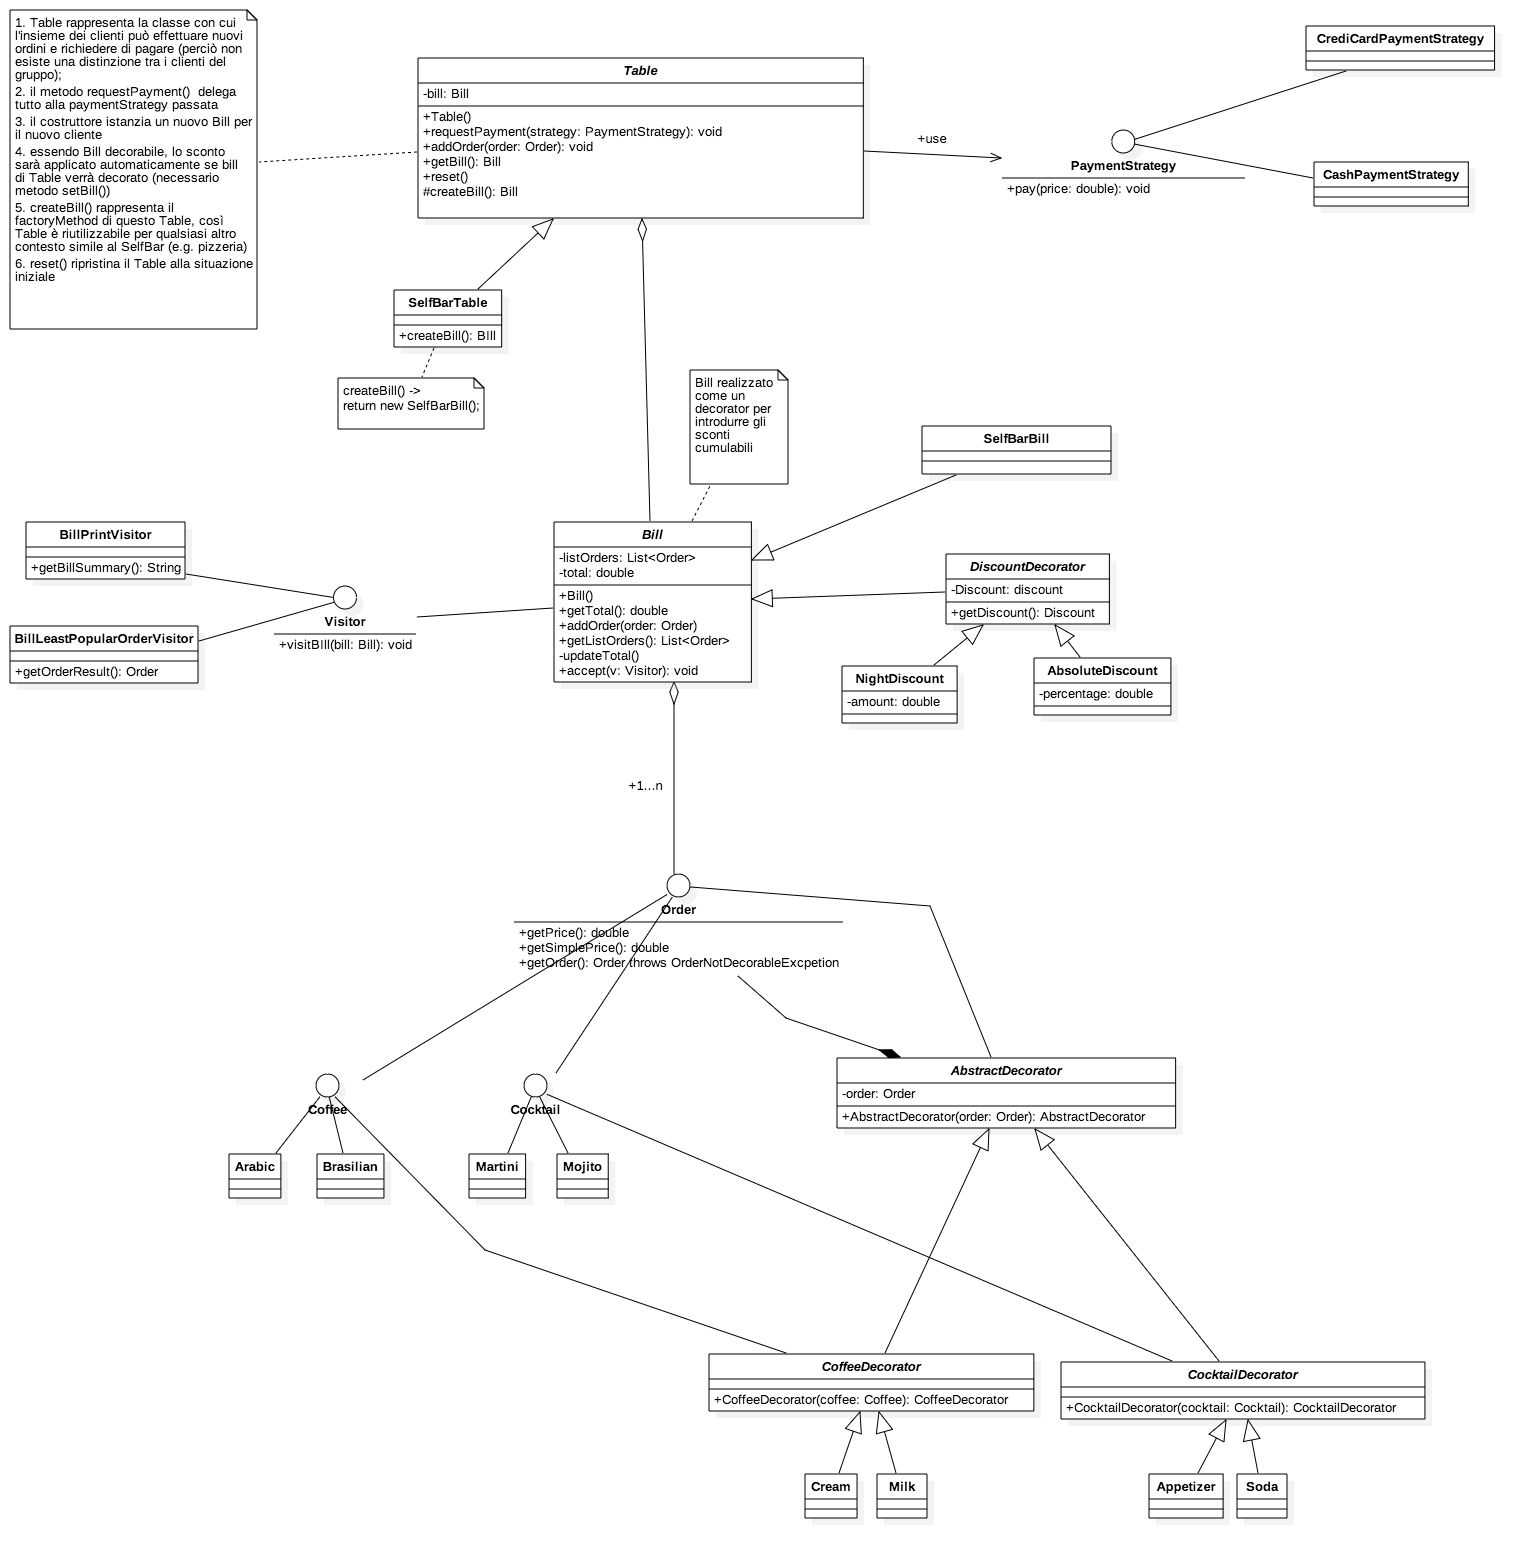 1. Table rappresenta la classe con cui
l'insieme dei clienti può effettuare nuovi
ordini e richiedere di pagare (perciò non
esiste una distinzione tra i clienti del
gruppo);
2. il metodo requestPayment()  delega
tutto alla paymentStrategy passata
3. il costruttore istanzia un nuovo Bill per
il nuovo cliente
4. essendo Bill decorabile, lo sconto
sarà applicato automaticamente se bill
di Table verrà decorato (necessario
metodo setBill())
5. createBill() rappresenta il
factoryMethod di questo Table, così
Table è riutilizzabile per qualsiasi altro
contesto simile al SelfBar (e.g. pizzeria)
6. reset() ripristina il Table alla situazione
iniziale
Table
-bill: Bill
+Table()
+requestPayment(strategy: PaymentStrategy): void
+addOrder(order: Order): void
+getBill(): Bill
+reset()
#createBill(): Bill
+use
CrediCardPaymentStrategy
PaymentStrategy
+pay(price: double): void
CashPaymentStrategy
SelfBarTable
+createBill(): BIll
createBill() ->
return new SelfBarBill();
Bill realizzato
come un
decorator per
introdurre gli
sconti
cumulabili
SelfBarBill
BillPrintVisitor
+getBillSummary(): String
Visitor
+visitBIll(bill: Bill): void
BillLeastPopularOrderVisitor
+getOrderResult(): Order
Bill
-listOrders: List<Order>
-total: double
+Bill()
+getTotal(): double
+addOrder(order: Order)
+getListOrders(): List<Order>
-updateTotal()
+accept(v: Visitor): void
DiscountDecorator
-Discount: discount
+getDiscount(): Discount
NightDiscount
-amount: double
AbsoluteDiscount
-percentage: double
+1...n
Order
+getPrice(): double
+getSimplePrice(): double
+getOrder(): Order throws OrderNotDecorableExcpetion
AbstractDecorator
-order: Order
+AbstractDecorator(order: Order): AbstractDecorator
Coffee
Cocktail
Arabic
Brasilian
Martini
Mojito
CoffeeDecorator
+CoffeeDecorator(coffee: Coffee): CoffeeDecorator
CocktailDecorator
+CocktailDecorator(cocktail: Cocktail): CocktailDecorator
Cream
Milk
Appetizer
Soda